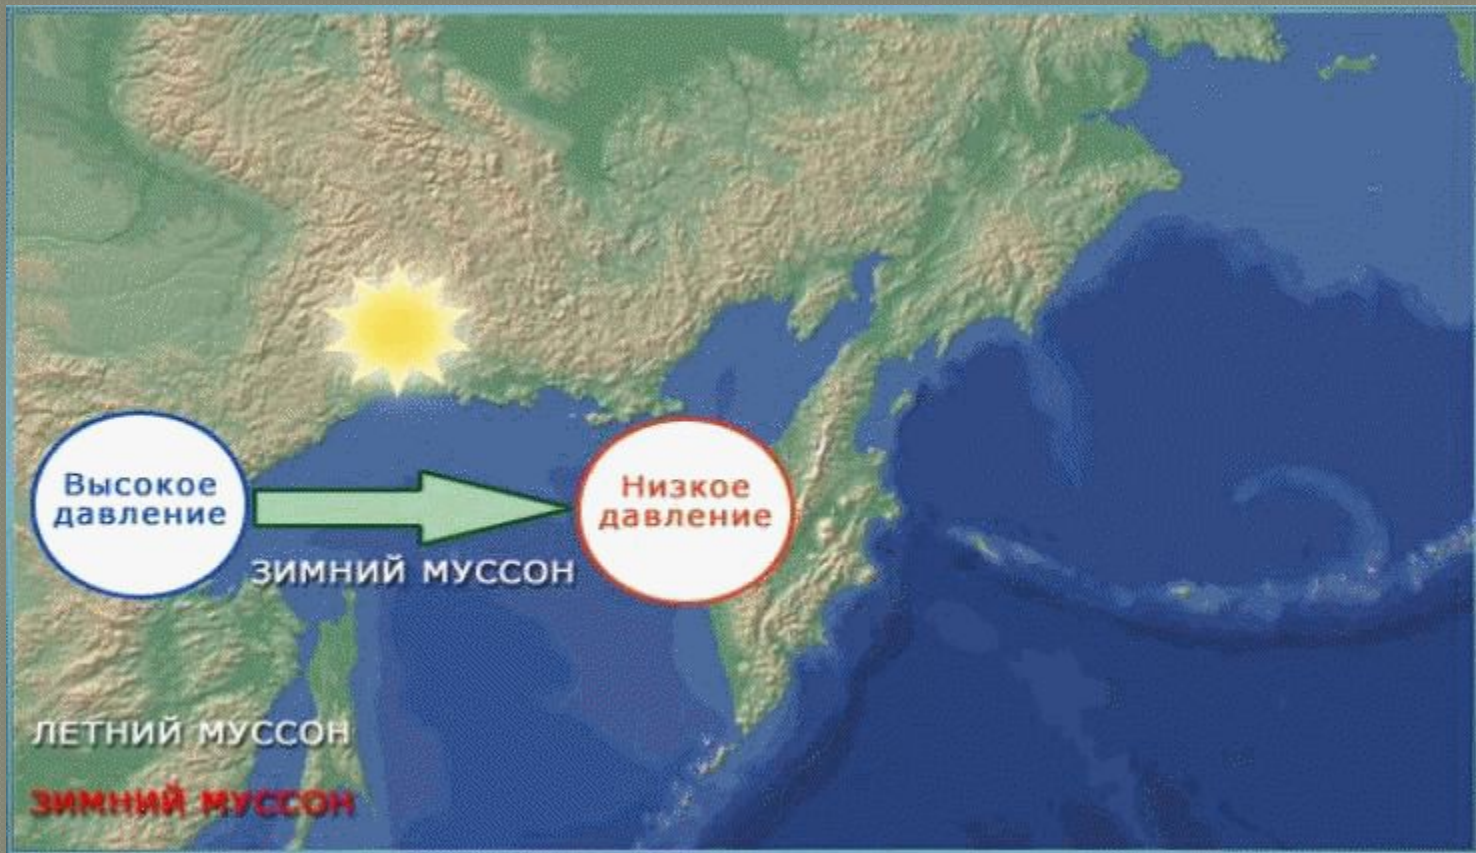 Высокое
давление
Низкое
давление
ЗИМНИЙ МУССОН
ЛЕТНИЙ МУССОН
ЗИМНИЙ МУССОН